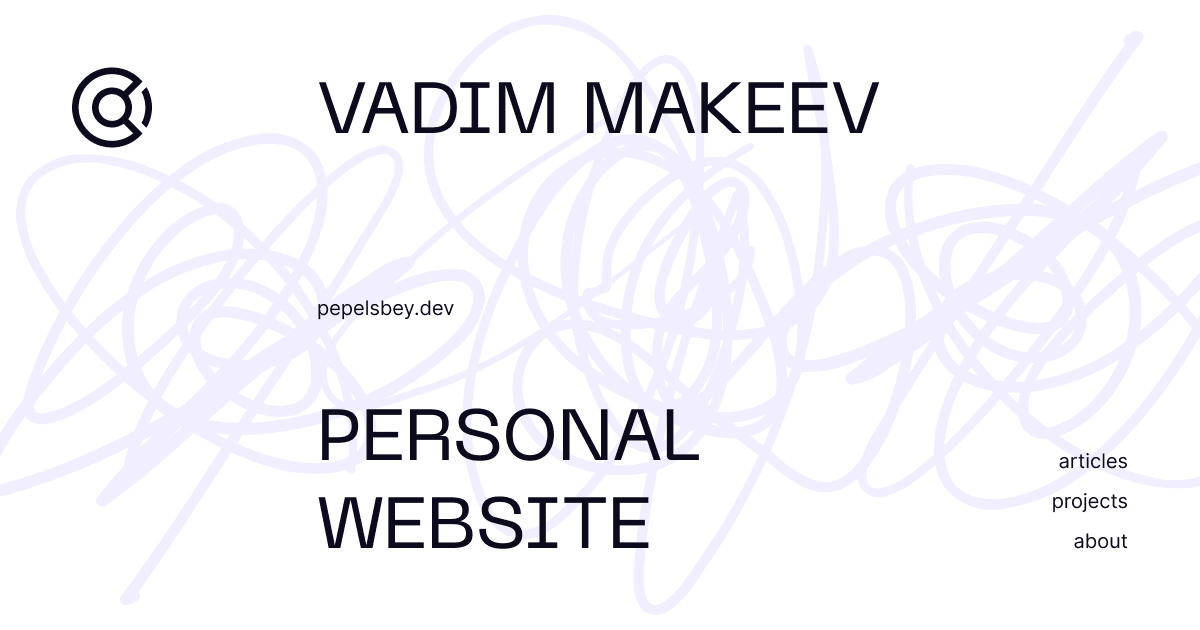 VADIM MAKEEV
pepelsbey.dev
PERSONAL
WEBSITE
articles
projects
about